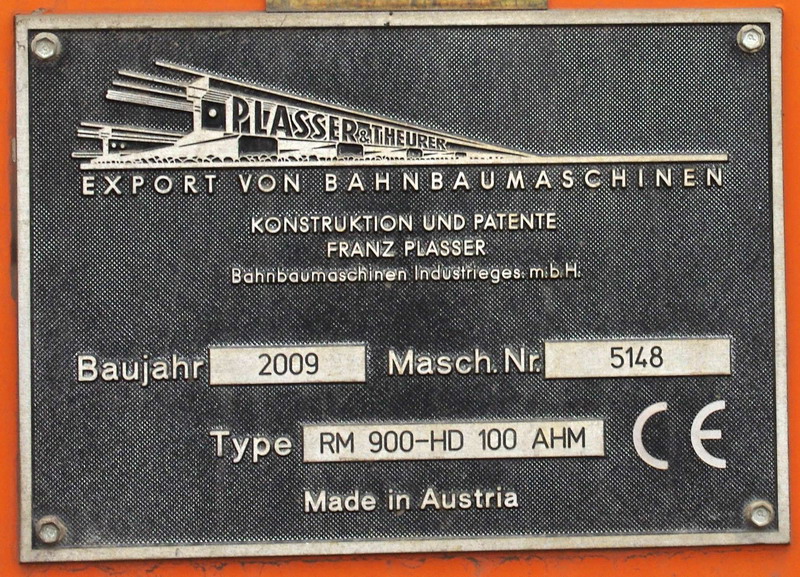 PLASSER & THEURER
EXPORT VON BAHNBAUMASCHINEN
KONSTRUKTION UND PATENTE
FRANZ PLASSER
Bahnbaumaschinen Industrieges. m.b.H.
Baujahr 2009 Masch.Nr. 5148
Type RM 900-HD 100 AHM CE
Made in Austria